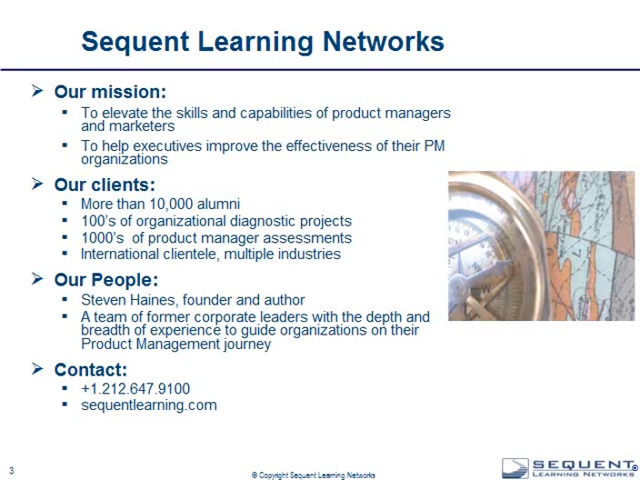 Sequent Learning Networks
Our mission:
To elevate the skills and capabilities of product managers
and marketers
To help executives improve the effectiveness of their PM
organizations
Our clients:
More than 10,000 alumni
100's of organizational diagnostic projects
1000's  of product manager assessments
International clientele, multiple industries
Our People:
Steven Haines, founder and author
A team of former corporate leaders with the depth and
breadth of experience to guide organizations on their
Product Management journey
Contact:
+1.212.647.9100
sequentlearning.com
3
© Copyright Sequent Learning Networks
SEQUENT®
LEARNING NETWORKS